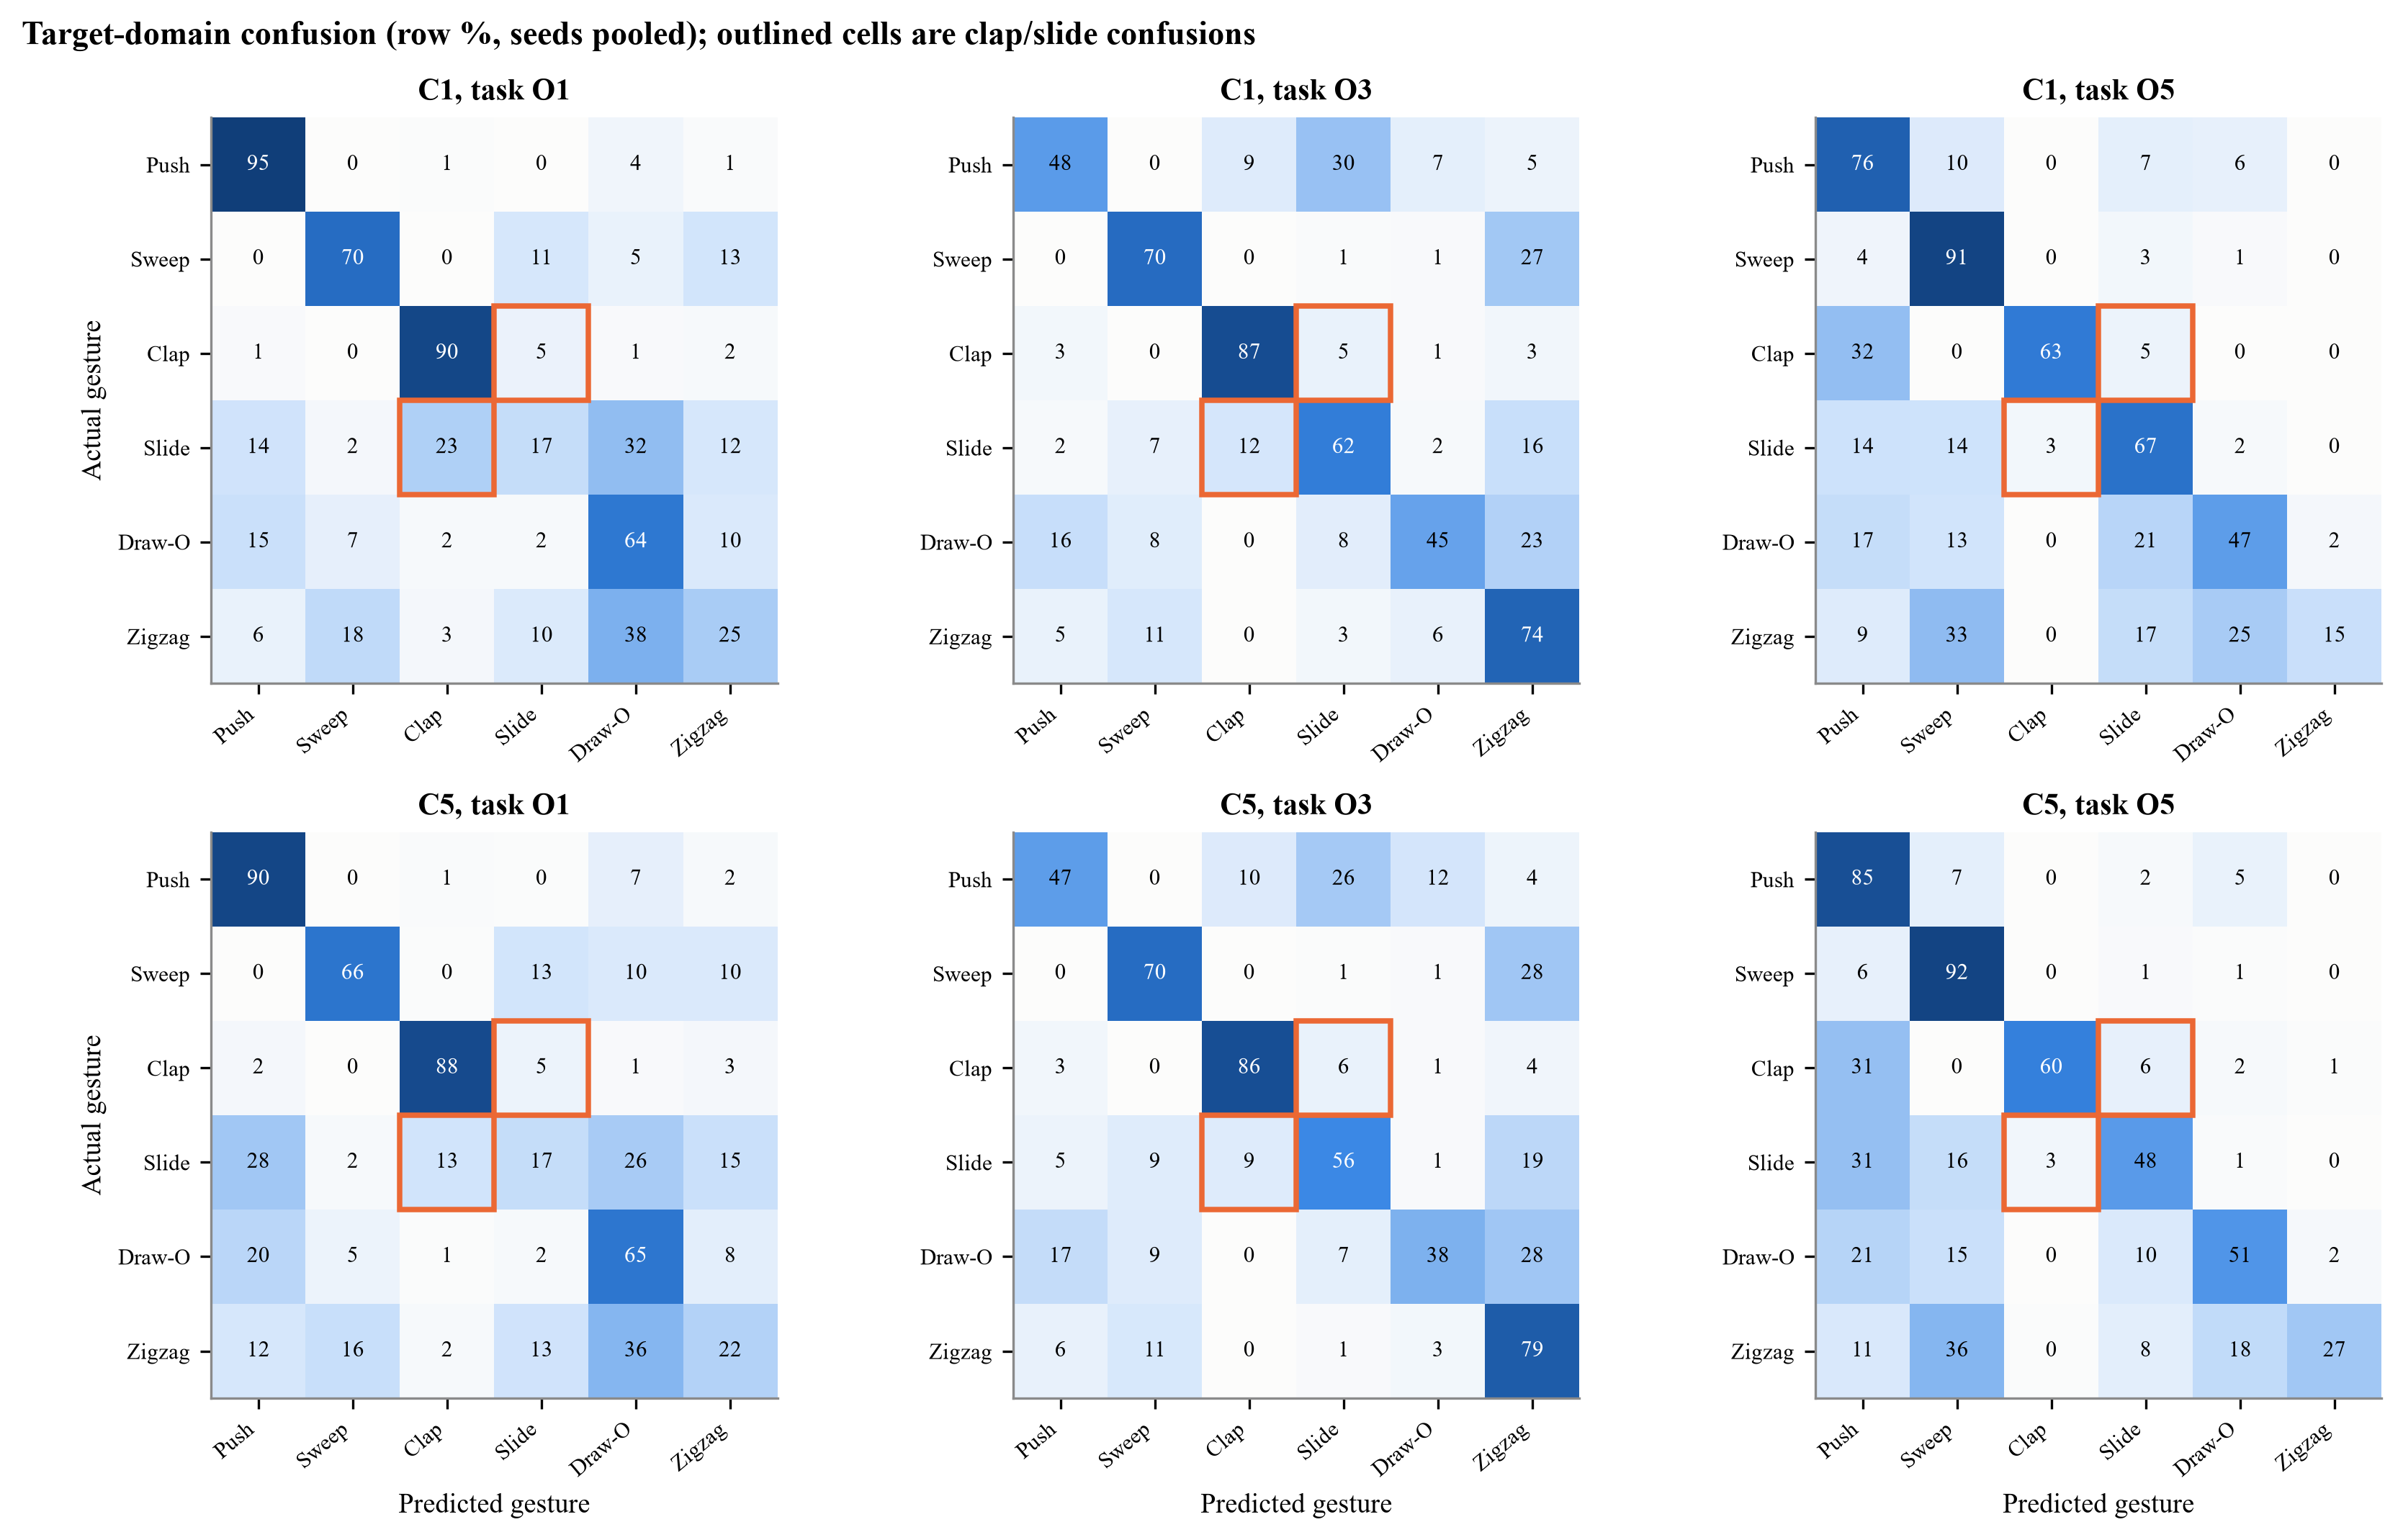 Target-domain confusion (row %, seeds pooled); outlined cells are clap/slide confusions
C1, task O1
C1, task O3
C1, task O5
Actual gesture
Push 95 0 1 0 4 1
Sweep 0 70 0 11 5 13
Clap 1 0 90 5 1 2
Slide 14 2 23 17 32 12
Draw-O 15 7 2 2 64 10
Zigzag 6 18 3 10 38 25
Push Sweep Clap Slide Draw-O Zigzag
Push 48 0 9 30 7 5
Sweep 0 70 0 1 1 27
Clap 3 0 87 5 1 3
Slide 2 7 12 62 2 16
Draw-O 16 8 0 8 45 23
Zigzag 5 11 0 3 6 74
Push Sweep Clap Slide Draw-O Zigzag
Push 76 10 0 7 6 0
Sweep 4 91 0 3 1 0
Clap 32 0 63 5 0 0
Slide 14 14 3 67 2 0
Draw-O 17 13 0 21 47 2
Zigzag 9 33 0 17 25 15
Push Sweep Clap Slide Draw-O Zigzag
C5, task O1
C5, task O3
C5, task O5
Actual gesture
Push 90 0 1 0 7 2
Sweep 0 66 0 13 10 10
Clap 2 0 88 5 1 3
Slide 28 2 13 17 26 15
Draw-O 20 5 1 2 65 8
Zigzag 12 16 2 13 36 22
Push Sweep Clap Slide Draw-O Zigzag
Predicted gesture
Push 47 0 10 26 12 4
Sweep 0 70 0 1 1 28
Clap 3 0 86 6 1 4
Slide 5 9 9 56 1 19
Draw-O 17 9 0 7 38 28
Zigzag 6 11 0 1 3 79
Push Sweep Clap Slide Draw-O Zigzag
Predicted gesture
Push 85 7 0 2 5 0
Sweep 6 92 0 1 1 0
Clap 31 0 60 6 2 1
Slide 31 16 3 48 1 0
Draw-O 21 15 0 10 51 2
Zigzag 11 36 0 8 18 27
Push Sweep Clap Slide Draw-O Zigzag
Predicted gesture